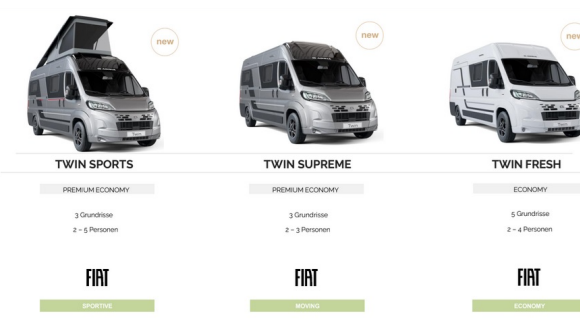 new
new
new
TWIN SPORTS
TWIN SUPREME
TWIN FRESH
PREMIUM ECONOMY
PREMIUM ECONOMY
ECONOMY
3 Grundrisse
3 Grundrisse
5 Grundrisse
2 – 5 Personen
2 – 3 Personen
2 – 4 Personen
FIAT
FIAT
FIAT
SPORTIVE
MOVING
ECONOMY